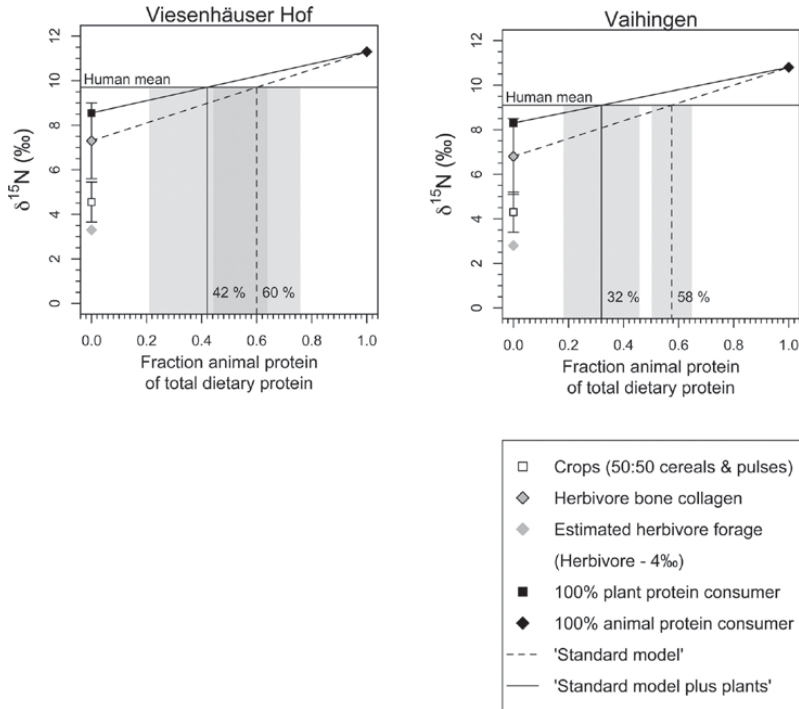 Viesenhäuser Hof
12
10
8
6
4
2
0
δ¹⁵N (‰)
Human mean
42 %
60 %
0.0 0.2 0.4 0.6 0.8 1.0
Fraction animal protein
of total dietary protein
Vaihingen
12
10
8
6
4
2
0
δ¹⁵N (‰)
Human mean
32 %
58 %
0.0 0.2 0.4 0.6 0.8 1.0
Fraction animal protein
of total dietary protein
Crops (50:50 cereals & pulses)
Herbivore bone collagen
Estimated herbivore forage
(Herbivore - 4‰)
100% plant protein consumer
100% animal protein consumer
'Standard model'
'Standard model plus plants'